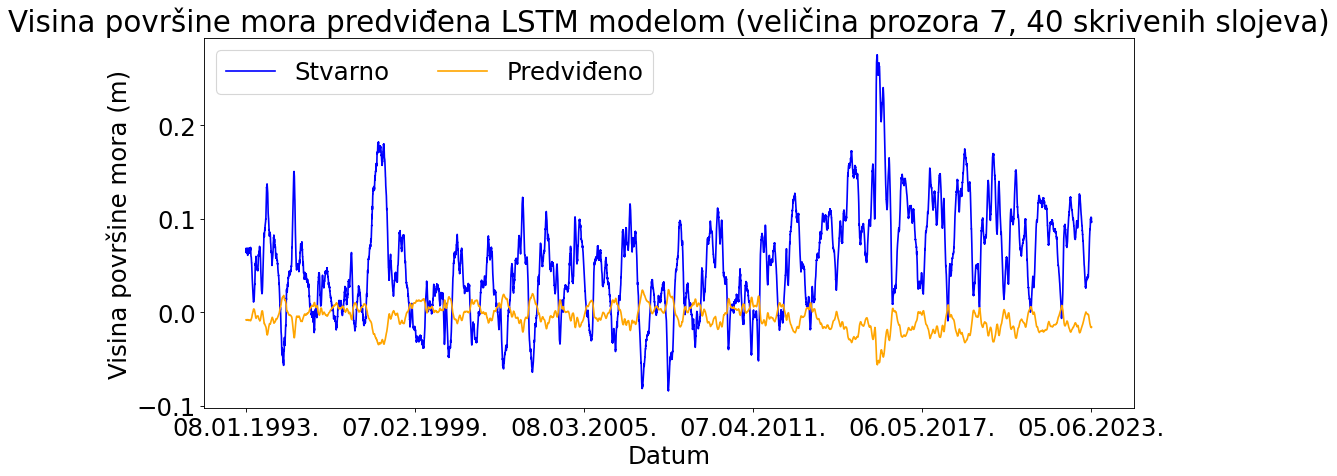 Visina površine mora predviđena LSTM modelom (veličina prozora 7, 40 skrivenih slojeva)
Stvarno
Predviđeno
Visina površine mora (m)
0.2
0.1
0.0
−0.1
08.01.1993.
07.02.1999.
08.03.2005.
07.04.2011.
06.05.2017.
05.06.2023.
Datum